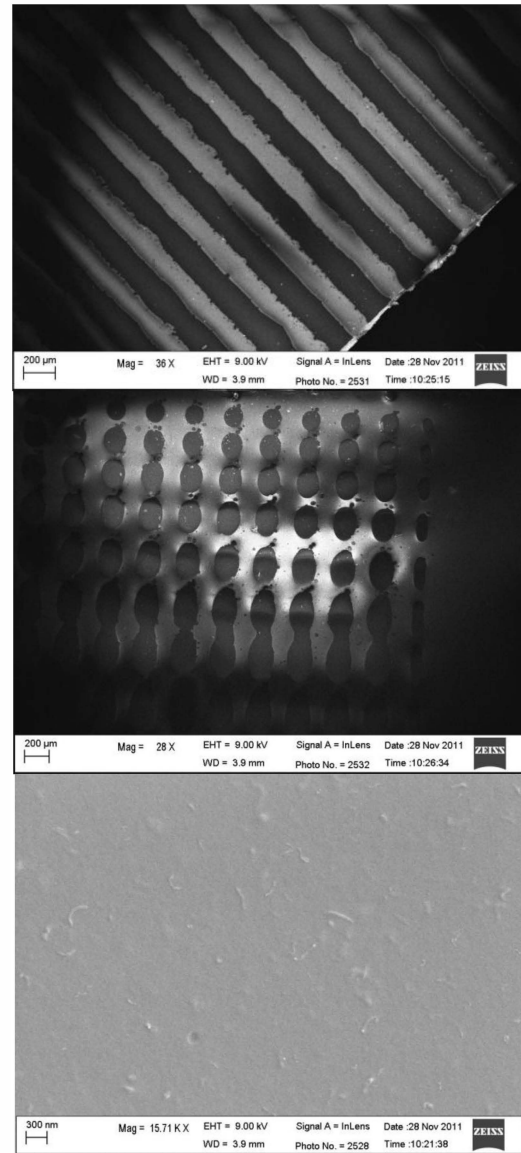 200 µm Mag = 36 X EHT = 9.00 kV Signal A = InLens Date :28 Nov 2011 ZEISS
WD = 3.9 mm Photo No. = 2531 Time :10:25:15
200 µm Mag = 28 X EHT = 9.00 kV Signal A = InLens Date :28 Nov 2011 ZEISS
WD = 3.9 mm Photo No. = 2532 Time :10:26:34
300 nm Mag = 15.71 K X EHT = 9.00 kV Signal A = InLens Date :28 Nov 2011 ZEISS
WD = 3.9 mm Photo No. = 2528 Time :10:21:38